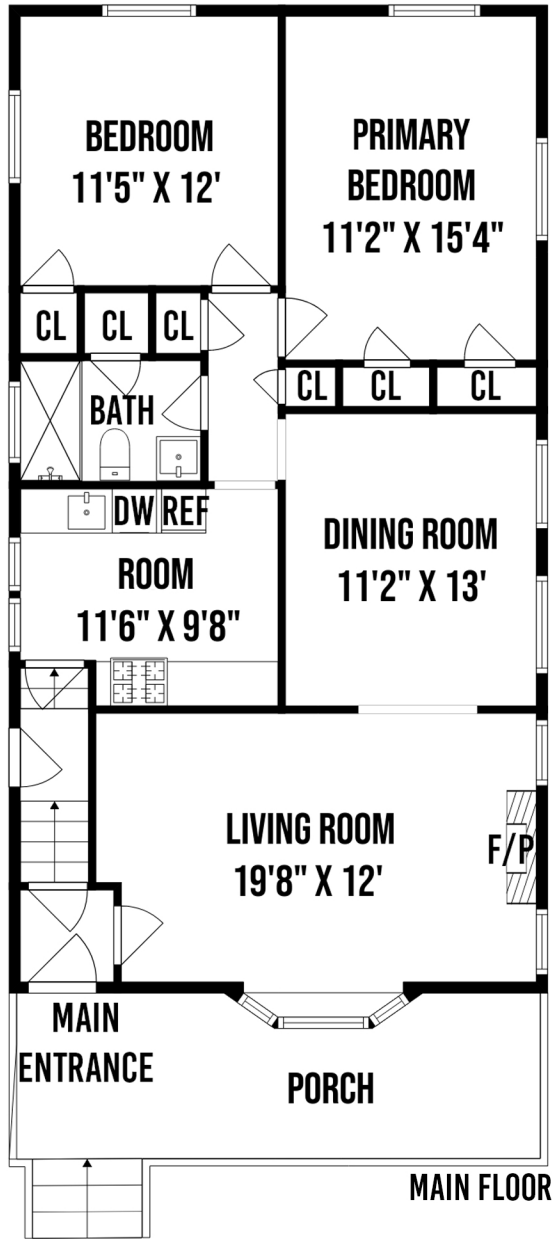 BEDROOM
11'5" X 12'
PRIMARY
BEDROOM
11'2" X 15'4"
CL
CL
CL
CL
CL
CL
BATH
DW
REF
ROOM
11'6" X 9'8"
DINING ROOM
11'2" X 13'
LIVING ROOM
19'8" X 12'
F/P
MAIN
ENTRANCE
PORCH
MAIN FLOOR